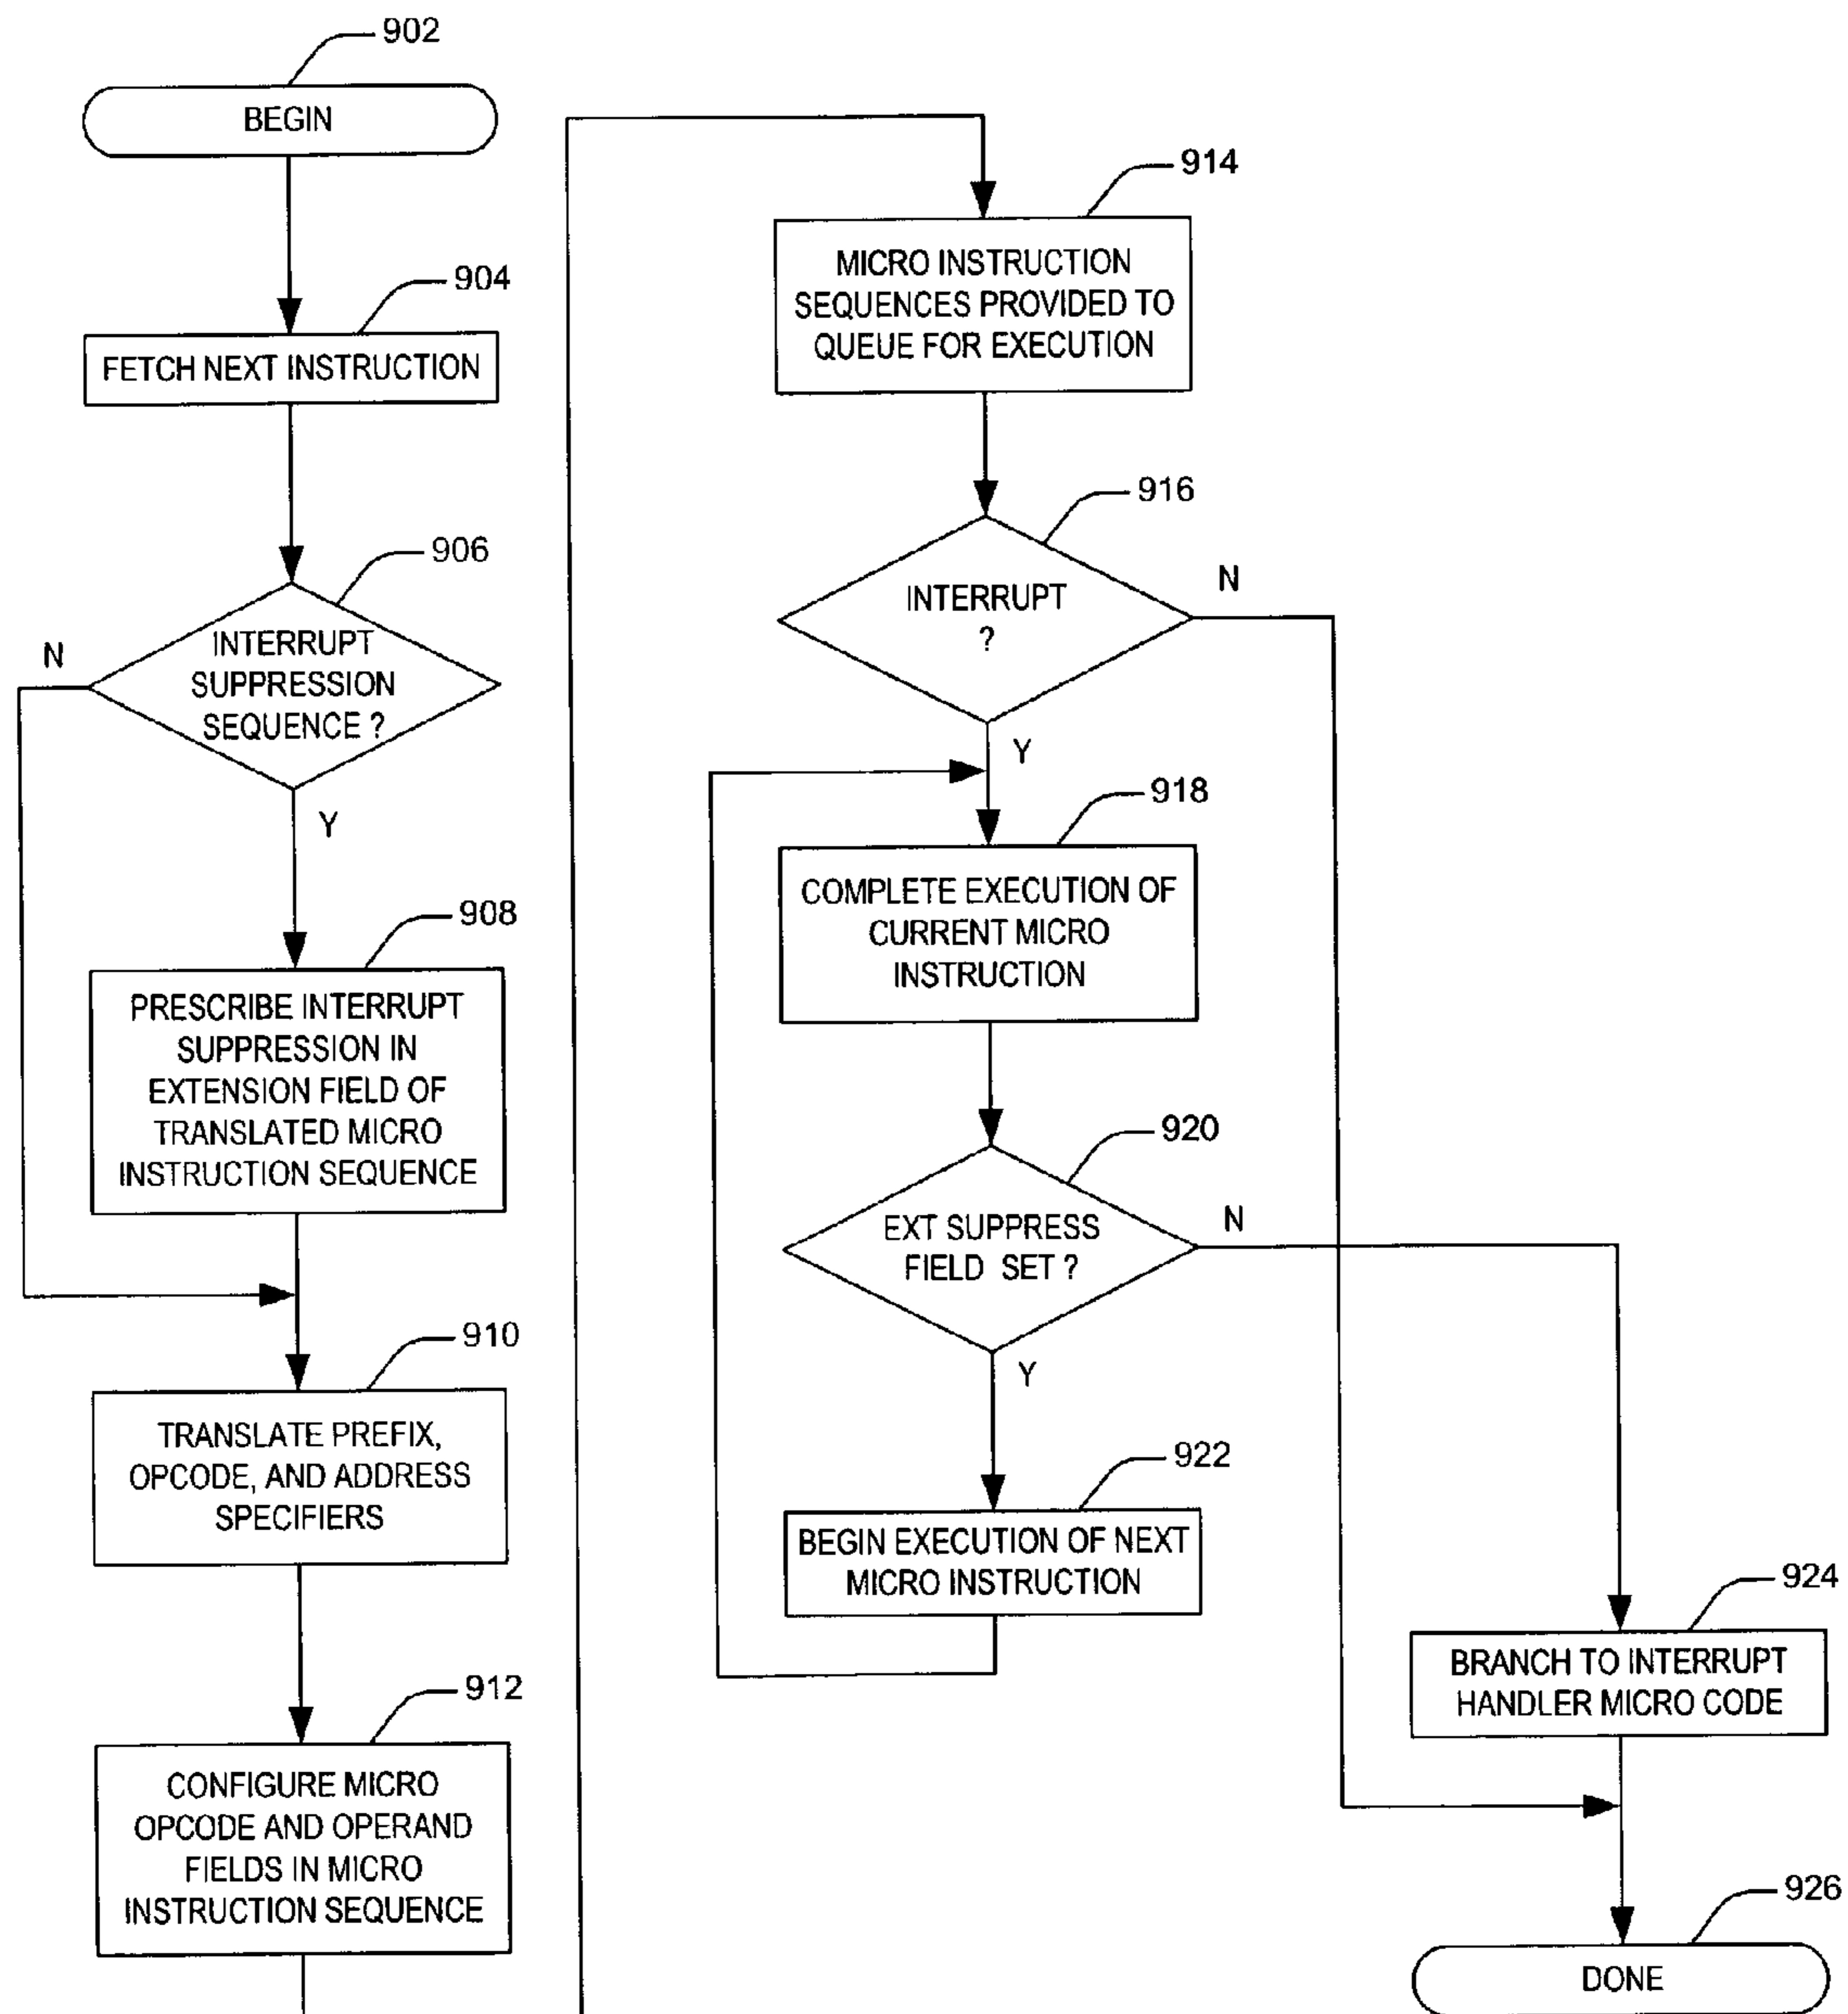 902
BEGIN
904
FETCH NEXT INSTRUCTION
906
INTERRUPT
SUPPRESSION
SEQUENCE ?
N
Y
908
PRESCRIBE INTERRUPT
SUPPRESSION IN
EXTENSION FIELD OF
TRANSLATED MICRO
INSTRUCTION SEQUENCE
910
TRANSLATE PREFIX,
OPCODE, AND ADDRESS
SPECIFIERS
912
CONFIGURE MICRO
OPCODE AND OPERAND
FIELDS IN MICRO
INSTRUCTION SEQUENCE
914
MICRO INSTRUCTION
SEQUENCES PROVIDED TO
QUEUE FOR EXECUTION
916
INTERRUPT
?
N
Y
918
COMPLETE EXECUTION OF
CURRENT MICRO
INSTRUCTION
920
EXT SUPPRESS
FIELD SET ?
N
Y
922
BEGIN EXECUTION OF NEXT
MICRO INSTRUCTION
924
BRANCH TO INTERRUPT
HANDLER MICRO CODE
926
DONE